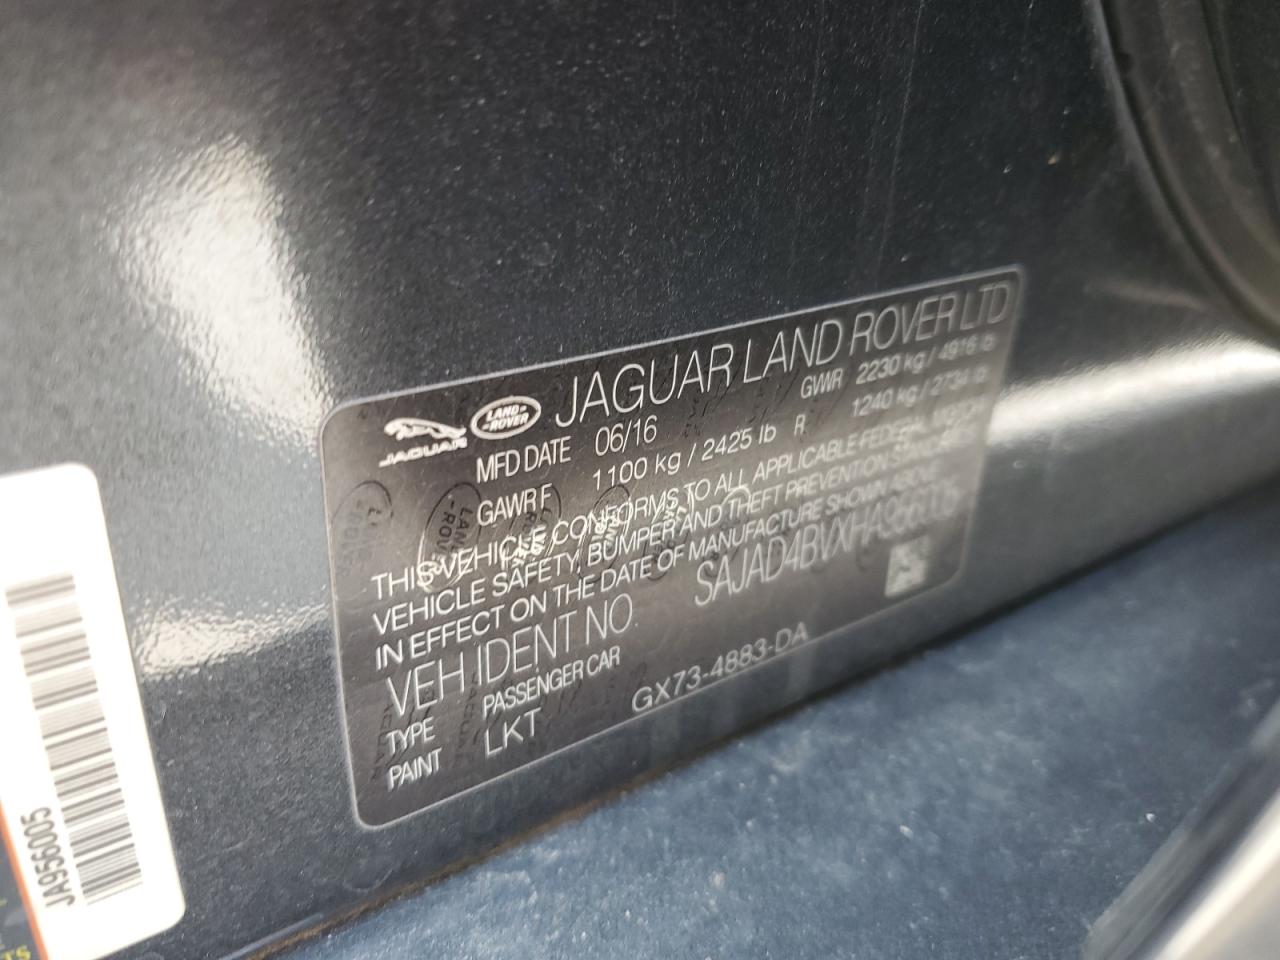 JAGUAR
LAND-
-ROVER
JAGUAR LAND ROVER LTD
MFD DATE 06/16 GVWR 2230 kg / 4916 lb
GAWR F 1100 kg / 2425 lb R 1240 kg / 2734 lb
THIS VEHICLE CONFORMS TO ALL APPLICABLE FEDERAL
VEHICLE SAFETY, BUMPER AND THEFT PREVENTION STANDARDS
IN EFFECT ON THE DATE OF MANUFACTURE SHOWN ABOVE
VEH IDENT NO. SAJAD4BVXHA956005
TYPE PASSENGER CAR
PAINT LKT GX73-4883-DA
JA956005
TS